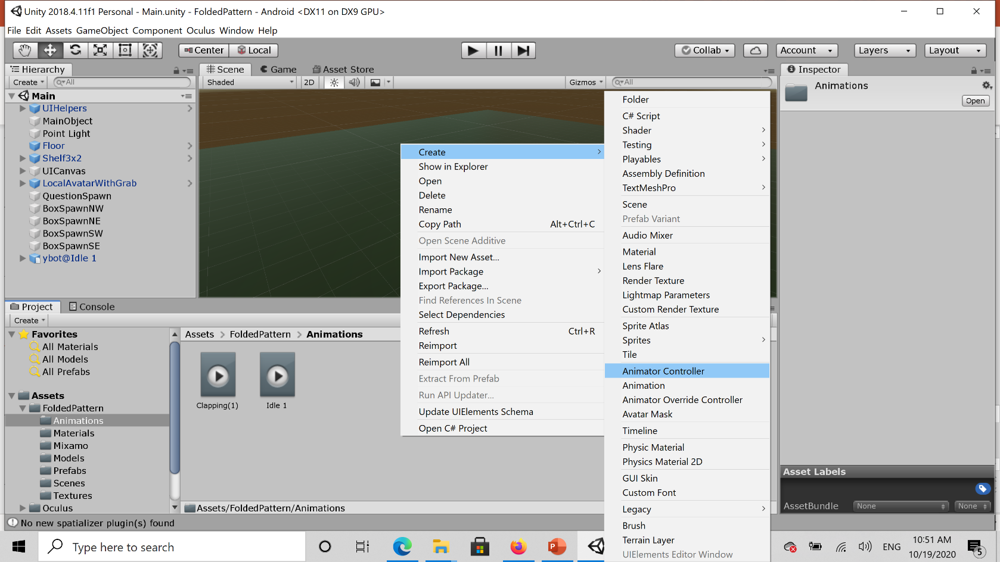 Unity 2018.4.11f1 Personal - Main.unity - FoldedPattern - Android <DX11 on DX9 GPU>
File Edit Assets GameObject Component Oculus Window Help
Center Local Collab Account Layers Layout
Hierarchy
Create All
Main
UIHelpers
MainObject
Point Light
Floor
Shelf3x2
UICanvas
LocalAvatarWithGrab
QuestionSpawn
BoxSpawnNW
BoxSpawnNE
BoxSpawnSW
BoxSpawnSE
ybot@Idle 1
Scene Game Asset Store
Shaded 2D Gizmos All
Create
Show in Explorer
Open
Delete
Rename
Copy Path Alt+Ctrl+C
Open Scene Additive
Import New Asset...
Import Package
Export Package...
Find References In Scene
Select Dependencies
Refresh Ctrl+R
Reimport
Reimport All
Extract From Prefab
Run API Updater...
Update UIElements Schema
Open C# Project
Folder
C# Script
Shader
Testing
Playables
Assembly Definition
TextMeshPro
Scene
Prefab Variant
Audio Mixer
Material
Lens Flare
Render Texture
Lightmap Parameters
Custom Render Texture
Sprite Atlas
Sprites
Tile
Animator Controller
Animation
Animator Override Controller
Avatar Mask
Timeline
Physic Material
Physics Material 2D
GUI Skin
Custom Font
Legacy
Brush
Terrain Layer
UIElements Editor Window
Inspector
Animations
Open
Asset Labels
AssetBundle None None
Project Console
Create
Favorites
All Materials
All Models
All Prefabs
Assets
FoldedPattern
Animations
Materials
Mixamo
Models
Prefabs
Scenes
Textures
Oculus
Assets > FoldedPattern > Animations
Clapping(1) Idle 1
Assets/FoldedPattern/Animations
No new spatializer plugin(s) found
Type here to search
P
ENG
10:51 AM
10/19/2020
5